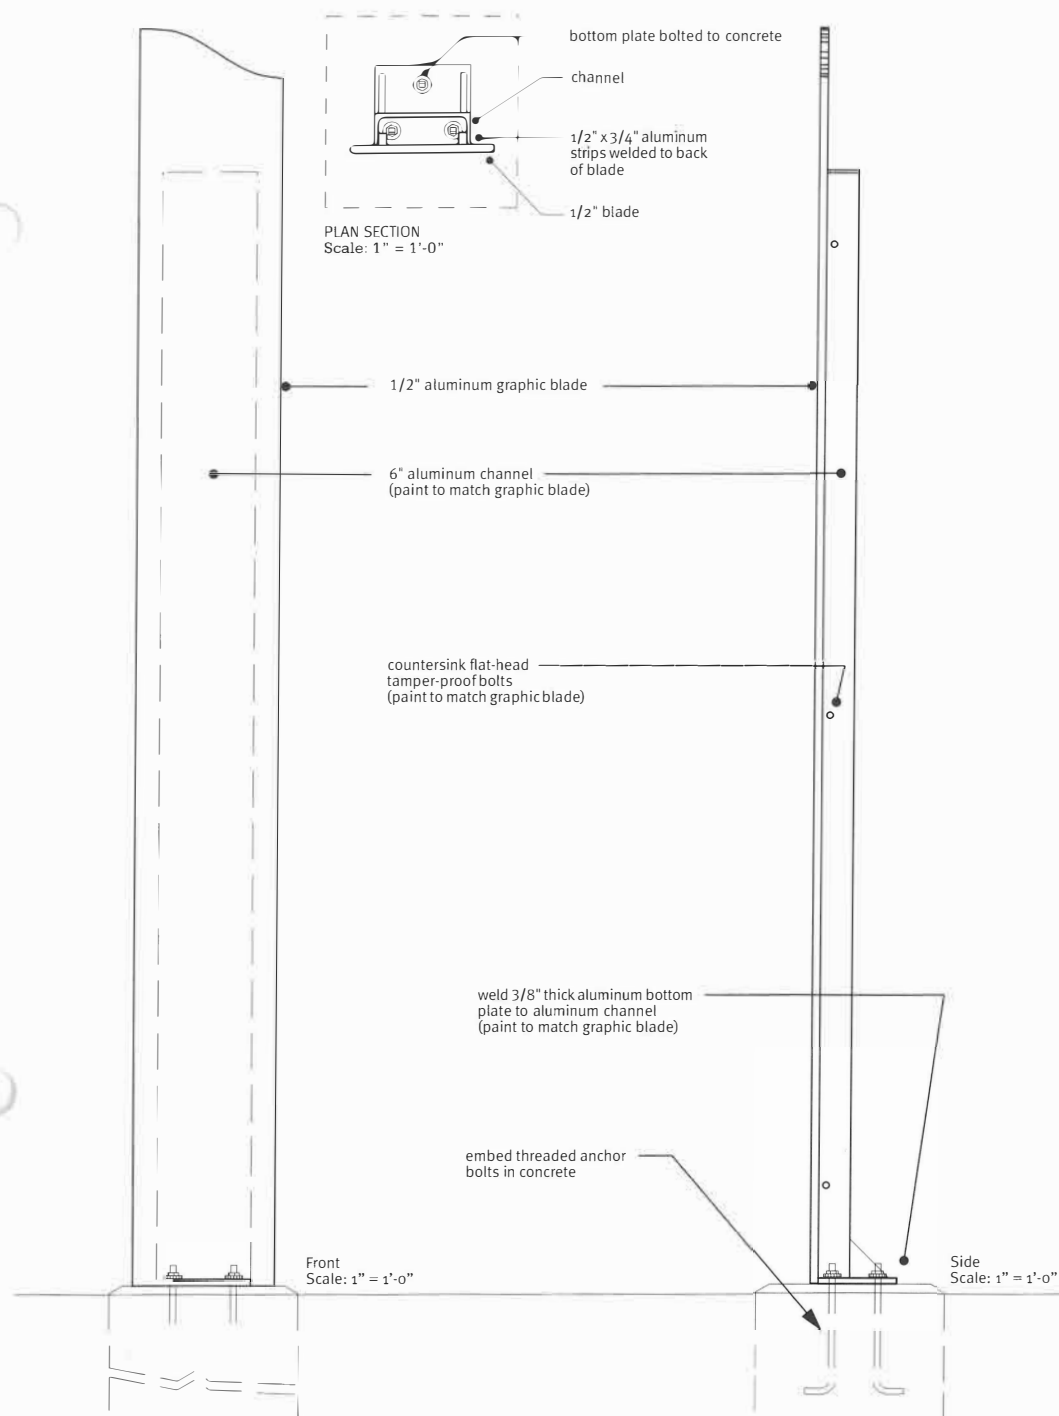 bottom plate bolted to concrete
channel
1/2" x 3/4" aluminum
strips welded to back
of blade
1/2" blade
PLAN SECTION
Scale: 1" = 1'-0"
1/2" aluminum graphic blade
6" aluminum channel
(paint to match graphic blade)
countersink flat-head
tamper-proof bolts
(paint to match graphic blade)
weld 3/8" thick aluminum bottom
plate to aluminum channel
(paint to match graphic blade)
embed threaded anchor
bolts in concrete
Front
Scale: 1" = 1'-0"
Side
Scale: 1" = 1'-0"